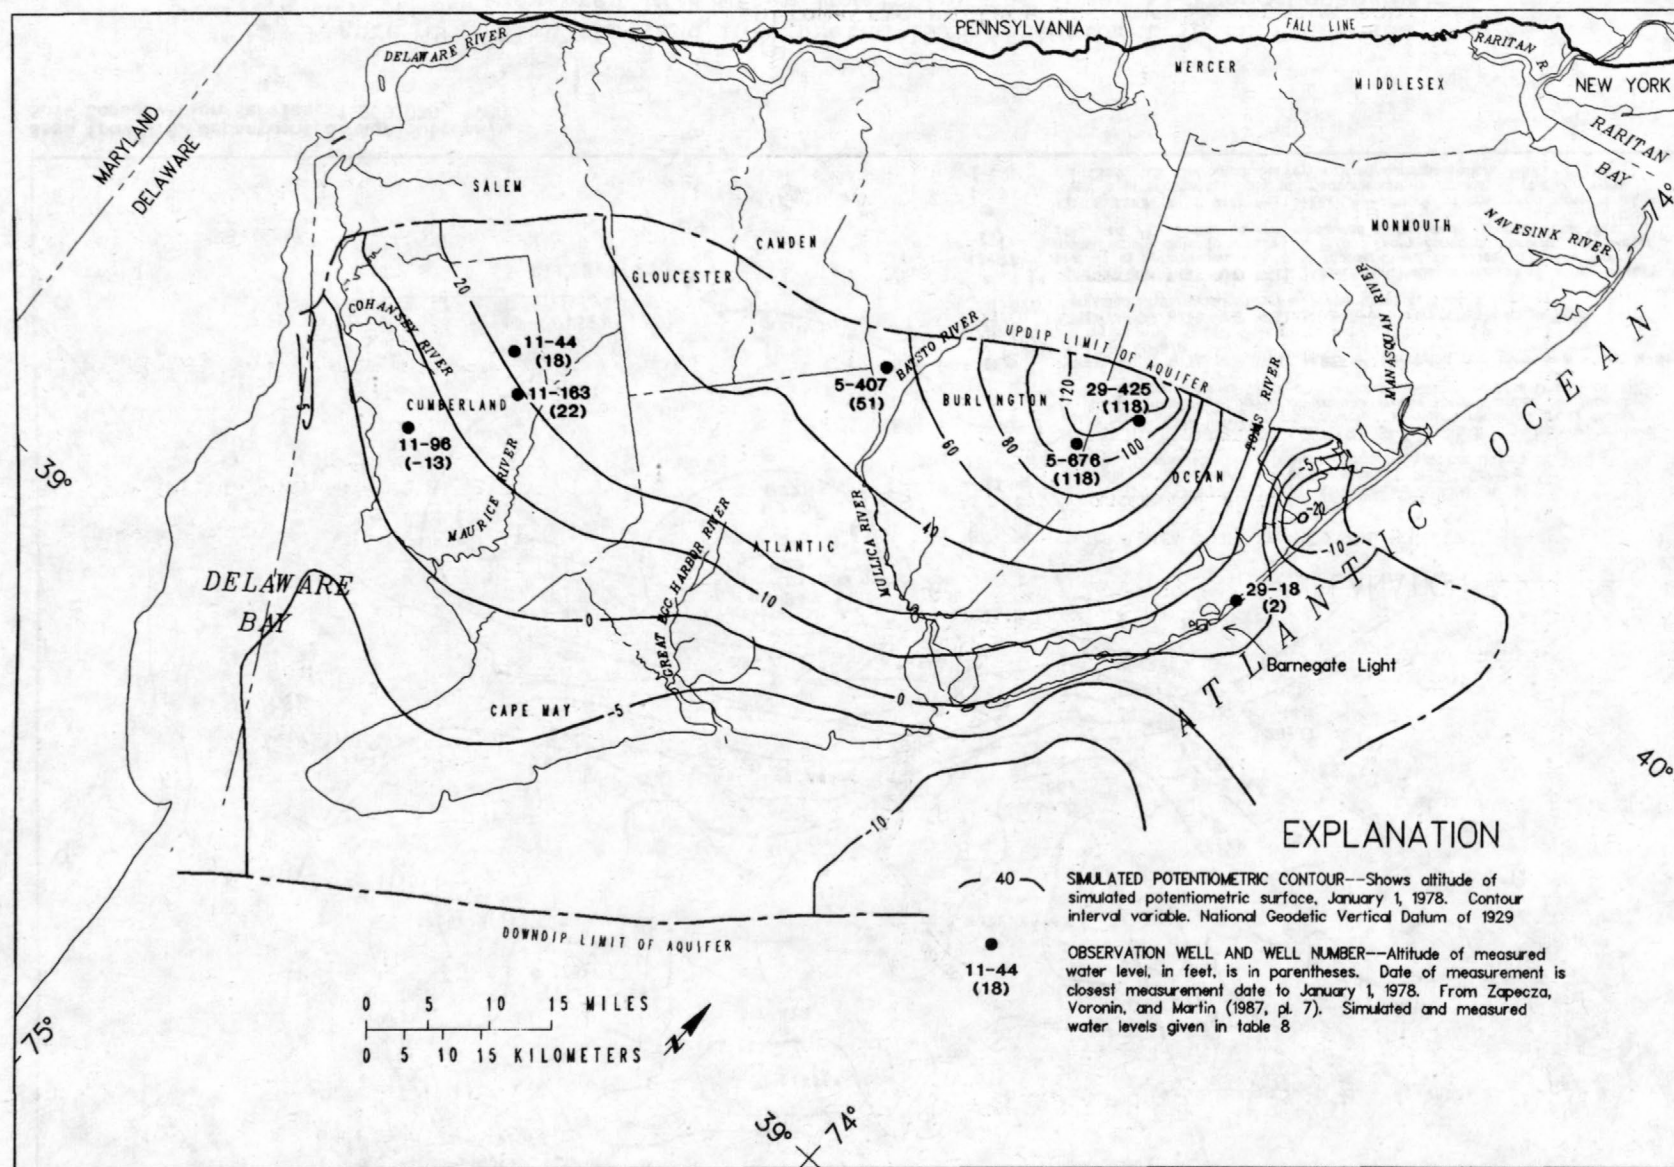 PENNSYLVANIA
FALL LINE
DELAWARE RIVER
RARITAN R
MERCER
MIDDLESEX
NEW YORK
RARITAN
BAY
MARYLAND
DELAWARE
74°
SALEM
CAMDEN
MONMOUTH
NAVESINK RIVER
GLOUCESTER
20
COHANSEY RIVER
MANASQUAN RIVER
BATSTO RIVER
UPDIP LIMIT OF AQUIFER
11-44
(18)
5-407
(51)
11-163
(22)
CUMBERLAND
BURLINGTON
120
29-425
(118)
TOMS RIVER
11-96
(-13)
60
80
100
5-676
(118)
OCEAN
-5
39°
5
MAURICE RIVER
-20
MULLICA RIVER
40
ATLANTIC
-10
GREAT EGG HARBOR RIVER
DELAWARE
BAY
10
0
29-18
(2)
ATLANTIC OCEAN
Barnegate Light
0
CAPE MAY
-5
40°
-10
EXPLANATION
40
SIMULATED POTENTIOMETRIC CONTOUR--Shows altitude of
simulated potentiometric surface, January 1, 1978. Contour
interval variable. National Geodetic Vertical Datum of 1929
DOWNDIP LIMIT OF AQUIFER
11-44
(18)
OBSERVATION WELL AND WELL NUMBER--Altitude of measured
water level, in feet, is in parentheses. Date of measurement is
closest measurement date to January 1, 1978. From Zapecza,
Voronin, and Martin (1987, pl. 7). Simulated and measured
water levels given in table 8
0 5 10 15 MILES
0 5 10 15 KILOMETERS
N
75°
39° 74°